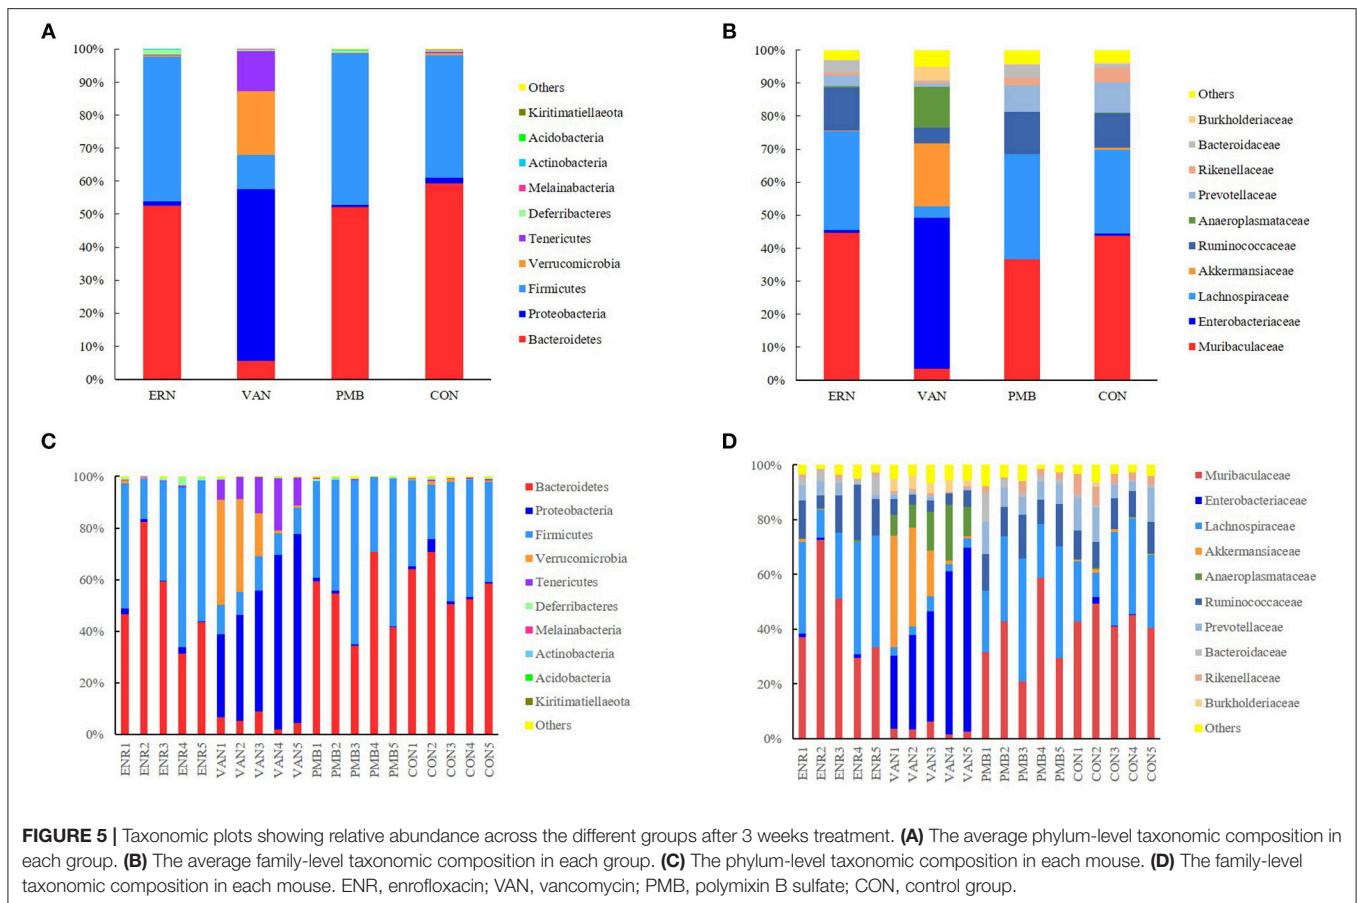 A
100%
90%
80%
70%
60%
50%
40%
30%
20%
10%
0%
ERN VAN PMB CON
Others
Kiritimatiellaeota
Acidobacteria
Actinobacteria
Melainabacteria
Deferribacteres
Tenericutes
Verrucomicrobia
Firmicutes
Proteobacteria
Bacteroidetes
B
100%
90%
80%
70%
60%
50%
40%
30%
20%
10%
0%
ERN VAN PMB CON
Others
Burkholderiaceae
Bacteroidaceae
Rikenellaceae
Prevotellaceae
Anaeroplasmataceae
Ruminococcaceae
Akkermansiaceae
Lachnospiraceae
Enterobacteriaceae
Muribaculaceae
C
100%
80%
60%
40%
20%
0%
ENR1 ENR2 ENR3 ENR4 ENR5 VAN1 VAN2 VAN3 VAN4 VAN5 PMB1 PMB2 PMB3 PMB4 PMB5 CON1 CON2 CON3 CON4 CON5
Bacteroidetes
Proteobacteria
Firmicutes
Verrucomicrobia
Tenericutes
Deferribacteres
Melainabacteria
Actinobacteria
Acidobacteria
Kiritimatiellaeota
Others
D
100%
80%
60%
40%
20%
0%
ENR1 ENR2 ENR3 ENR4 ENR5 VAN1 VAN2 VAN3 VAN4 VAN5 PMB1 PMB2 PMB3 PMB4 PMB5 CON1 CON2 CON3 CON4 CON5
Muribaculaceae
Enterobacteriaceae
Lachnospiraceae
Akkermansiaceae
Anaeroplasmataceae
Ruminococcaceae
Prevotellaceae
Bacteroidaceae
Rikenellaceae
Burkholderiaceae
Others
FIGURE 5 | Taxonomic plots showing relative abundance across the different groups after 3 weeks treatment. (A) The average phylum-level taxonomic composition in
each group. (B) The average family-level taxonomic composition in each group. (C) The phylum-level taxonomic composition in each mouse. (D) The family-level
taxonomic composition in each mouse. ENR, enrofloxacin; VAN, vancomycin; PMB, polymixin B sulfate; CON, control group.